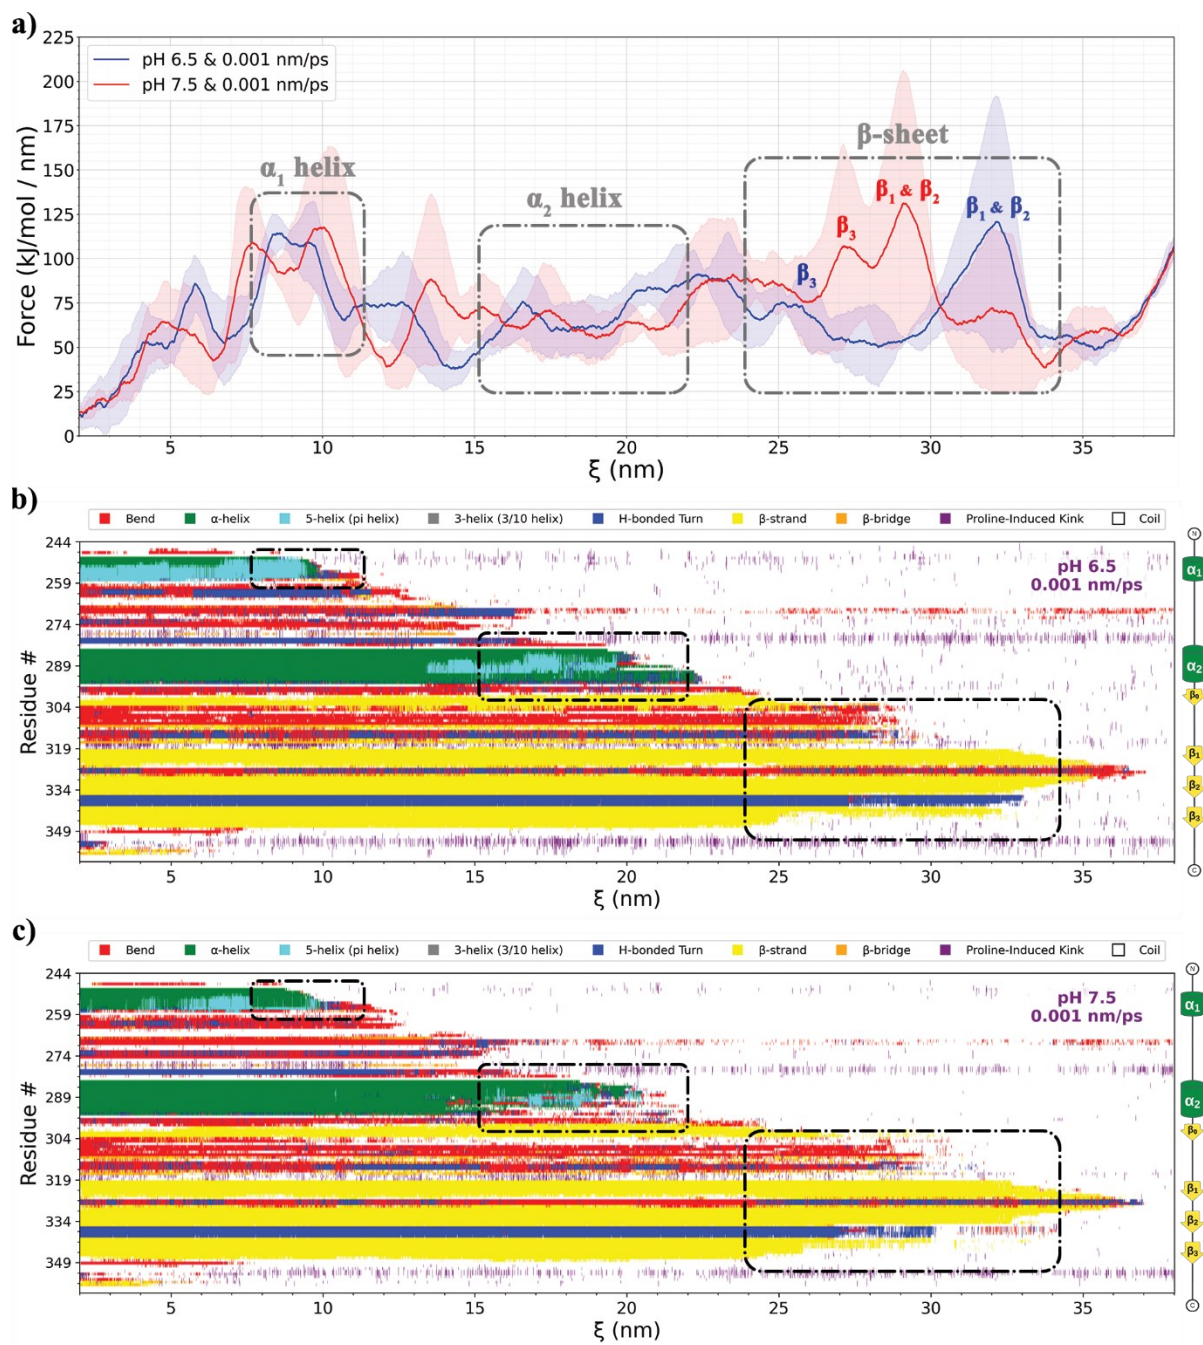 a)
225
200
175
150
125
100
75
50
25
0
Force (kJ/mol / nm)
pH 6.5 & 0.001 nm/ps
pH 7.5 & 0.001 nm/ps
α₁ helix
α₂ helix
β-sheet
β₃
β₃
β₁ & β₂
β₁ & β₂
5 10 15 20 25 30 35
ξ (nm)
b)
Bend α-helix 5-helix (pi helix) 3-helix (3/10 helix) H-bonded Turn β-strand β-bridge Proline-Induced Kink Coil
244
259
274
289
304
319
334
349
Residue #
pH 6.5
0.001 nm/ps
N
α₁
α₂
β₀
β₁
β₂
β₃
C
5 10 15 20 25 30 35
ξ (nm)
c)
Bend α-helix 5-helix (pi helix) 3-helix (3/10 helix) H-bonded Turn β-strand β-bridge Proline-Induced Kink Coil
244
259
274
289
304
319
334
349
Residue #
pH 7.5
0.001 nm/ps
N
α₁
α₂
β₀
β₁
β₂
β₃
C
5 10 15 20 25 30 35
ξ (nm)